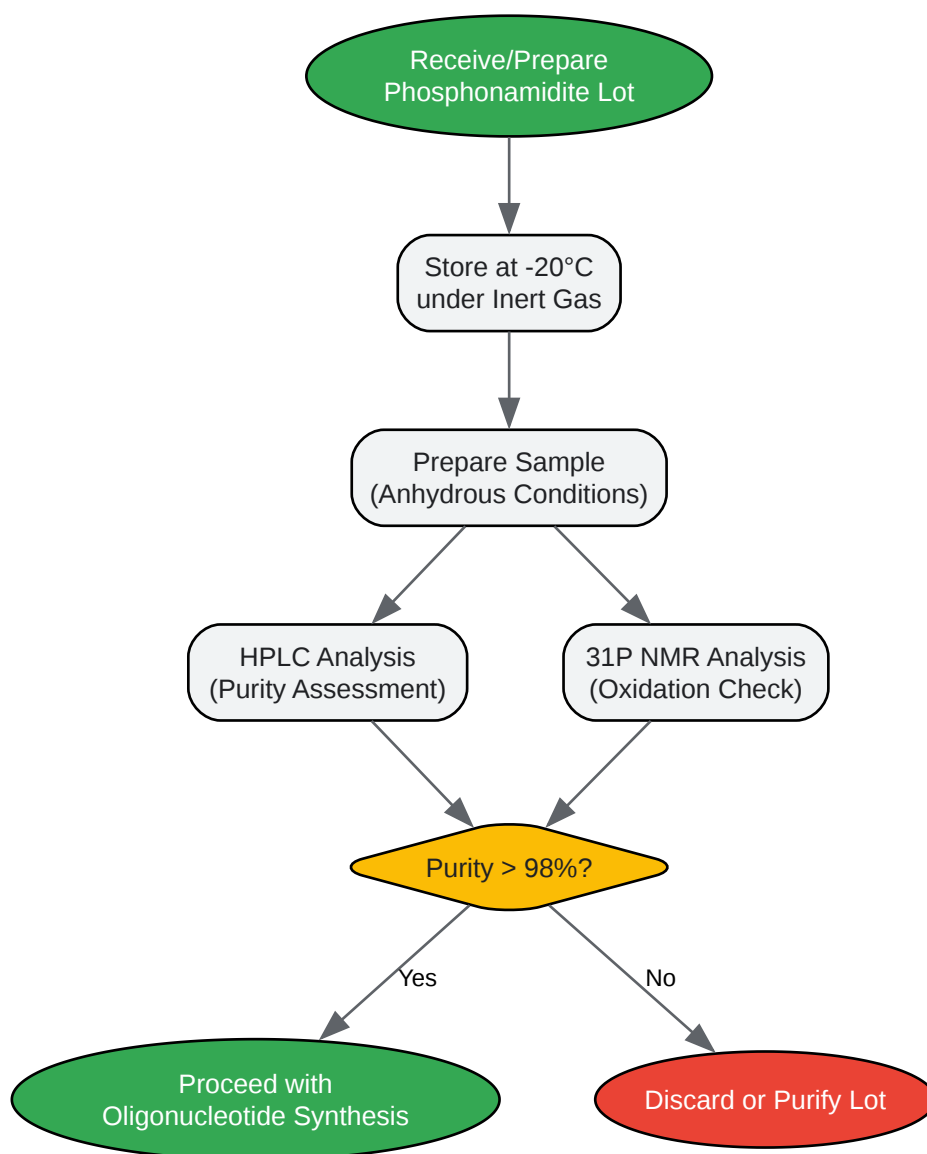 Receive/Prepare
Phosphonamidite Lot
Store at -20°C
under Inert Gas
Prepare Sample
(Anhydrous Conditions)
HPLC Analysis
(Purity Assessment)
31P NMR Analysis
(Oxidation Check)
Purity > 98%?
Yes
No
Proceed with
Oligonucleotide Synthesis
Discard or Purify Lot